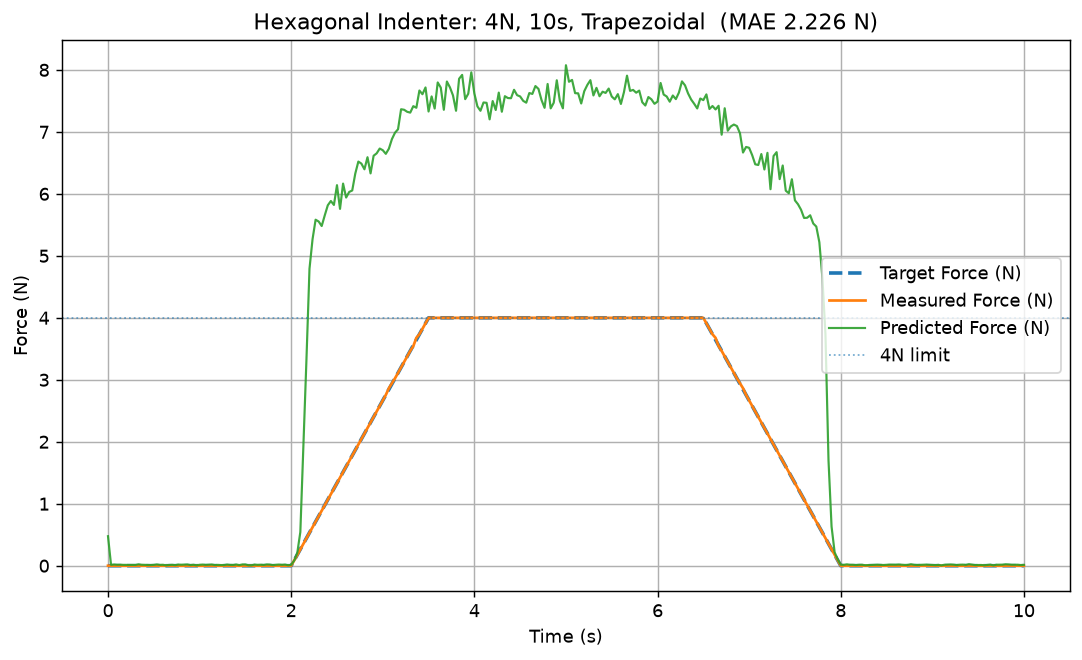 Hexagonal Indenter: 4N, 10s, Trapezoidal  (MAE 2.226 N)
8
7
6
5
4
3
2
1
0
Force (N)
Target Force (N)
Measured Force (N)
Predicted Force (N)
4N limit
0 2 4 6 8 10
Time (s)